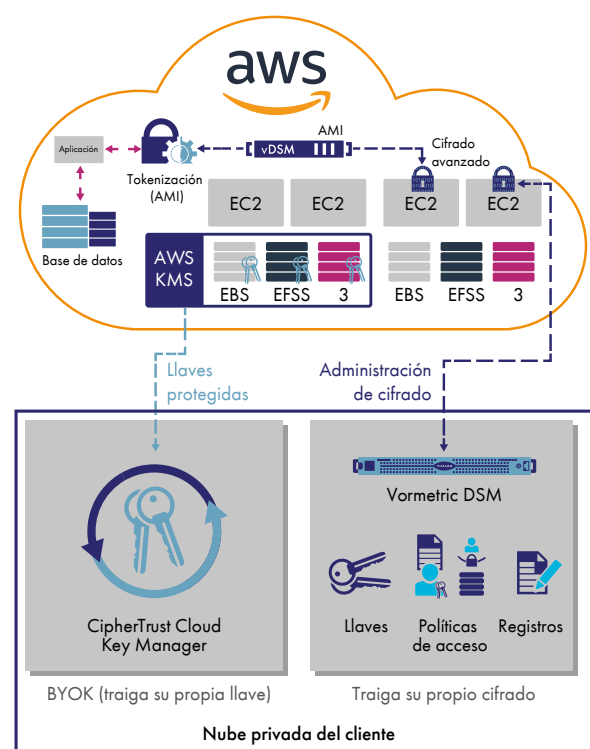 aws
AMI
Aplicación
vDSM
Cifrado
avanzado
Tokenización
(AMI)
EC2
EC2
EC2
EC2
Base de datos
AWS
KMS
EBS
EFSS
3
EBS
EFSS
3
Llaves
protegidas
Administración
de cifrado
Vormetric DSM
CipherTrust Cloud
Key Manager
Llaves
Políticas
de acceso
Registros
BYOK (traiga su propia llave)
Traiga su propio cifrado
Nube privada del cliente